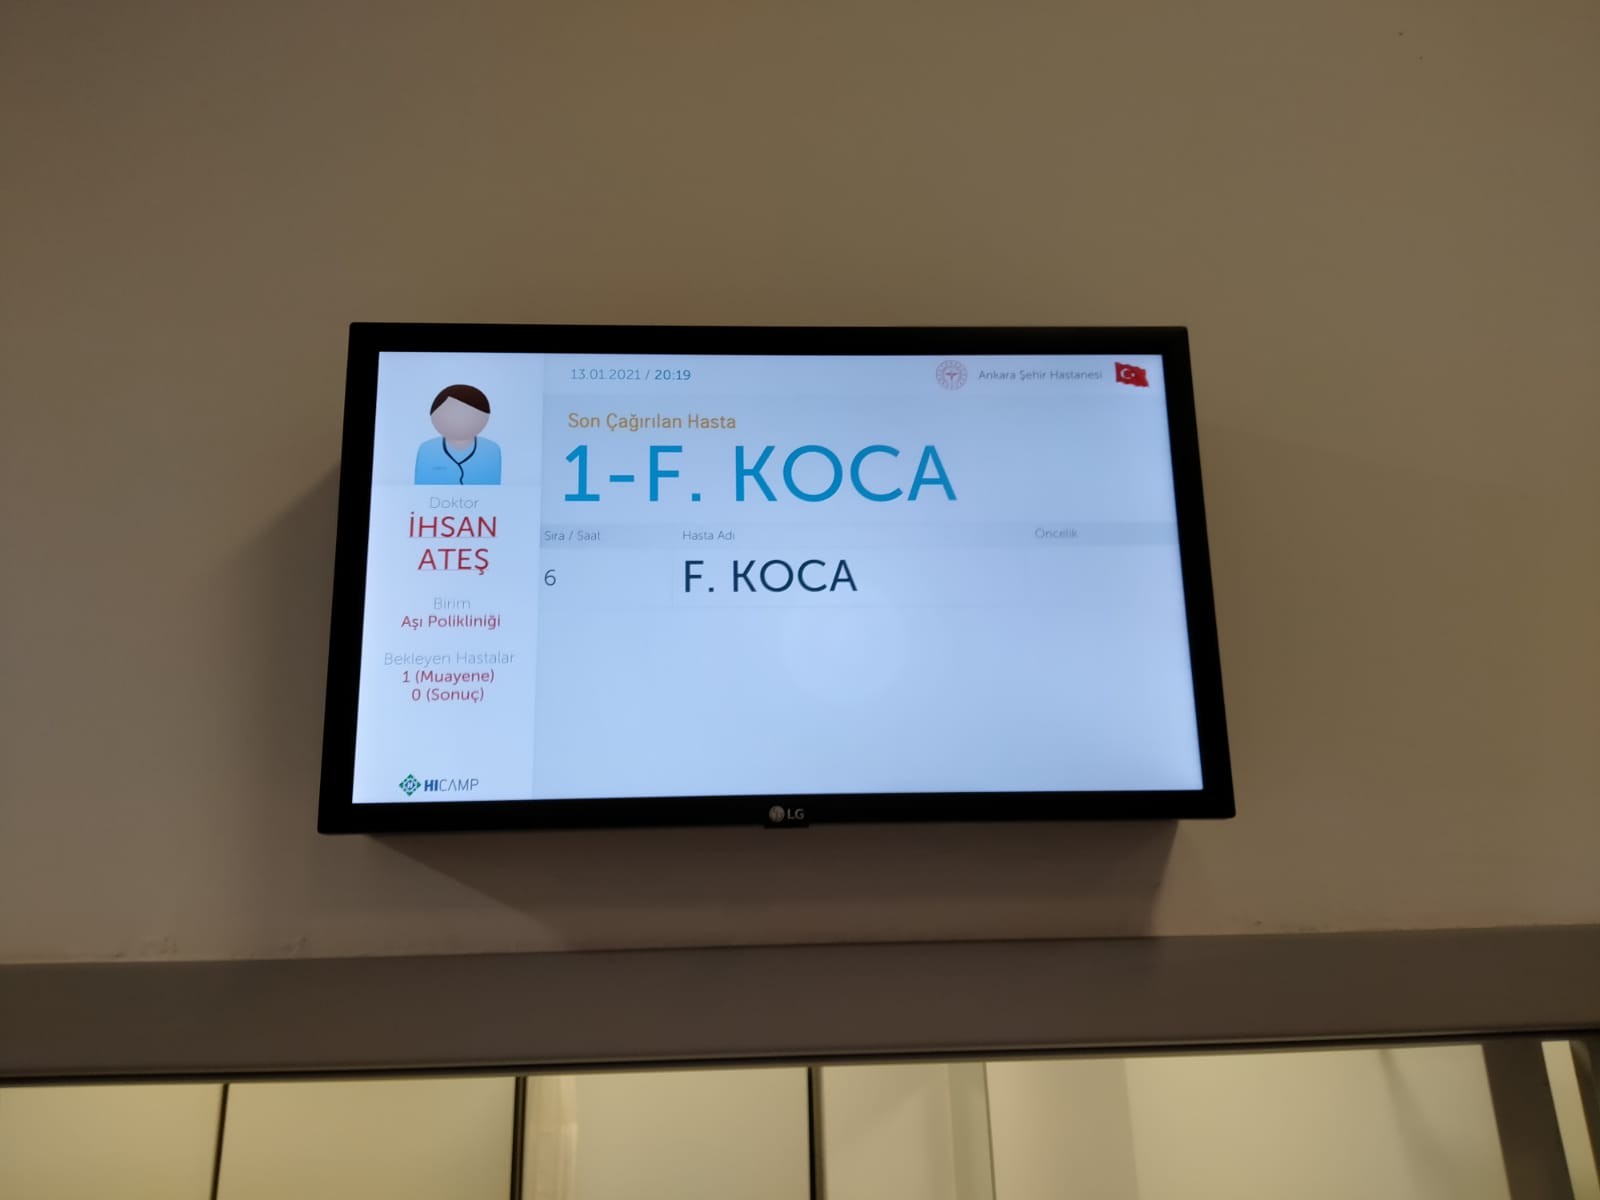 13.01.2021 / 20:19
Ankara Şehir Hastanesi
Son Çağırılan Hasta
1-F. KOCA
Sıra / Saat
Hasta Adı
Öncelik
6
F. KOCA
Doktor
İHSAN
ATEŞ
Birim
Aşı Polikliniği
Bekleyen Hastalar
1 (Muayene)
0 (Sonuç)
HICAMP
LG